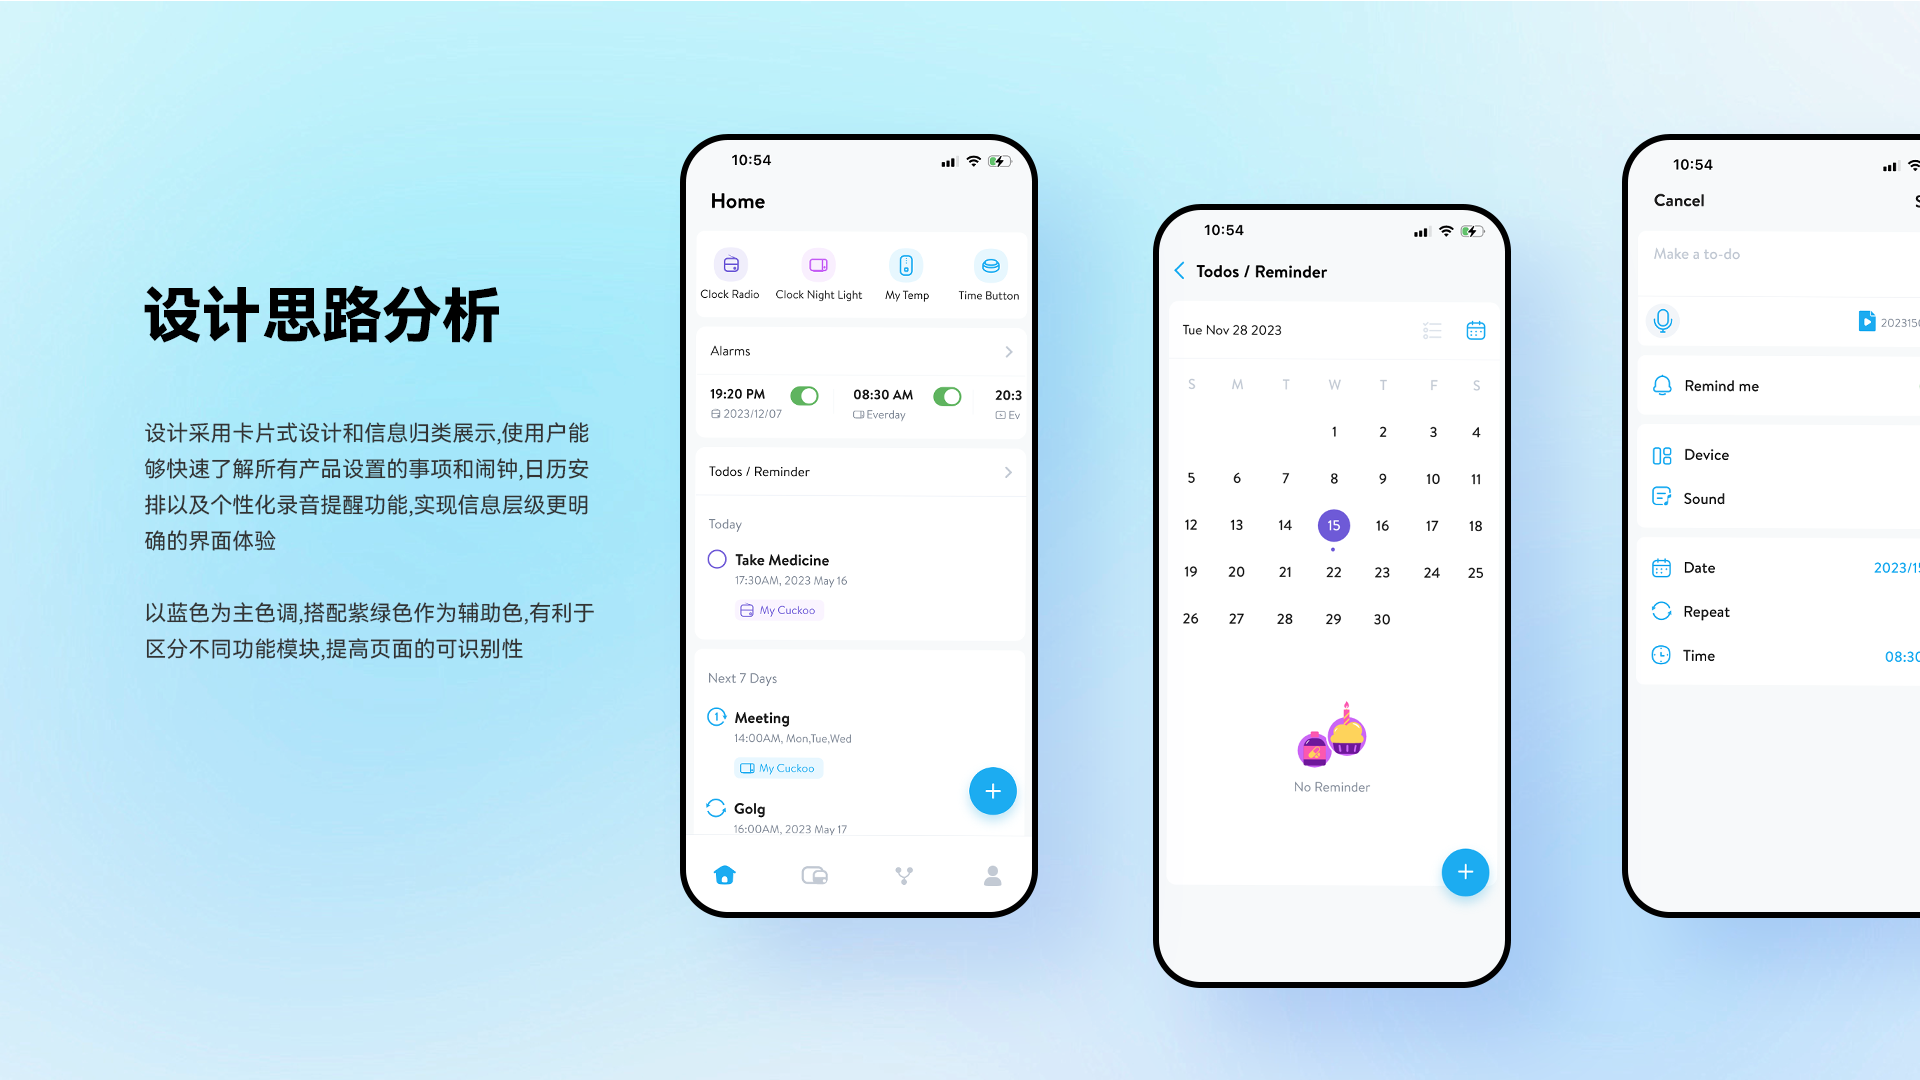 设计思路分析
设计采用卡片式设计和信息归类展示,使用户能
够快速了解所有产品设置的事项和闹钟,日历安
排以及个性化录音提醒功能,实现信息层级更明
确的界面体验
以蓝色为主色调,搭配紫绿色作为辅助色,有利于
区分不同功能模块,提高页面的可识别性
10:54
Home
Clock Radio
Clock Night Light
My Temp
Time Button
Alarms
19:20 PM
2023/12/07
08:30 AM
Everday
20:3
Ev
Todos / Reminder
Today
Take Medicine
17:30AM, 2023 May 16
My Cuckoo
Next 7 Days
1
Meeting
14:00AM, Mon,Tue,Wed
My Cuckoo
Golg
16:00AM, 2023 May 17
10:54
Todos / Reminder
Tue Nov 28 2023
S M T W T F S
1 2 3 4
5 6 7 8 9 10 11
12 13 14 15 16 17 18
19 20 21 22 23 24 25
26 27 28 29 30
No Reminder
10:54
Cancel
Make a to-do
Remind me
Device
Sound
Date
2023/15
Repeat
Time
08:30